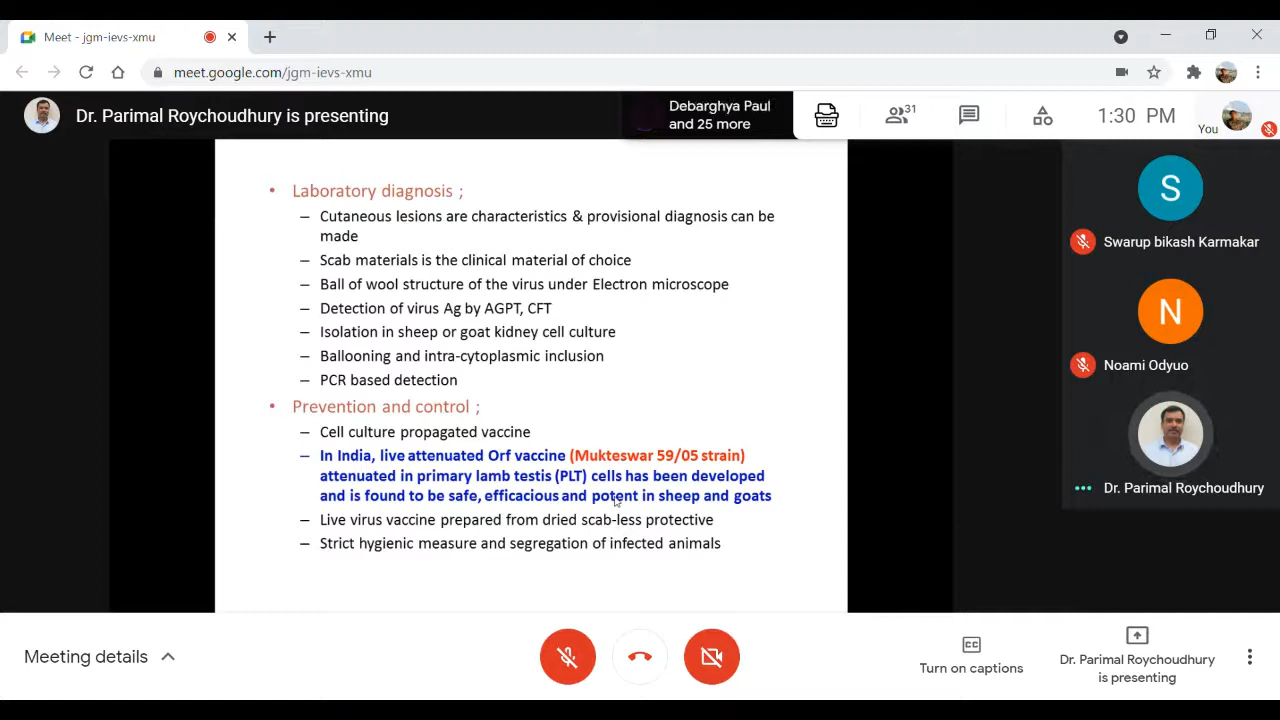 Meet - jgm-ievs-xmu
meet.google.com/jgm-ievs-xmu
Dr. Parimal Roychoudhury is presenting
Debarghya Paul
and 25 more
31
1:30 PM
You
• Laboratory diagnosis ;
– Cutaneous lesions are characteristics & provisional diagnosis can be
made
– Scab materials is the clinical material of choice
– Ball of wool structure of the virus under Electron microscope
– Detection of virus Ag by AGPT, CFT
– Isolation in sheep or goat kidney cell culture
– Ballooning and intra-cytoplasmic inclusion
– PCR based detection
• Prevention and control ;
– Cell culture propagated vaccine
– In India, live attenuated Orf vaccine (Mukteswar 59/05 strain)
attenuated in primary lamb testis (PLT) cells has been developed
and is found to be safe, efficacious and potent in sheep and goats
– Live virus vaccine prepared from dried scab-less protective
– Strict hygienic measure and segregation of infected animals
S
Swarup bikash Karmakar
N
Noami Odyuo
Dr. Parimal Roychoudhury
Meeting details
CC
Turn on captions
Dr. Parimal Roychoudhury
is presenting